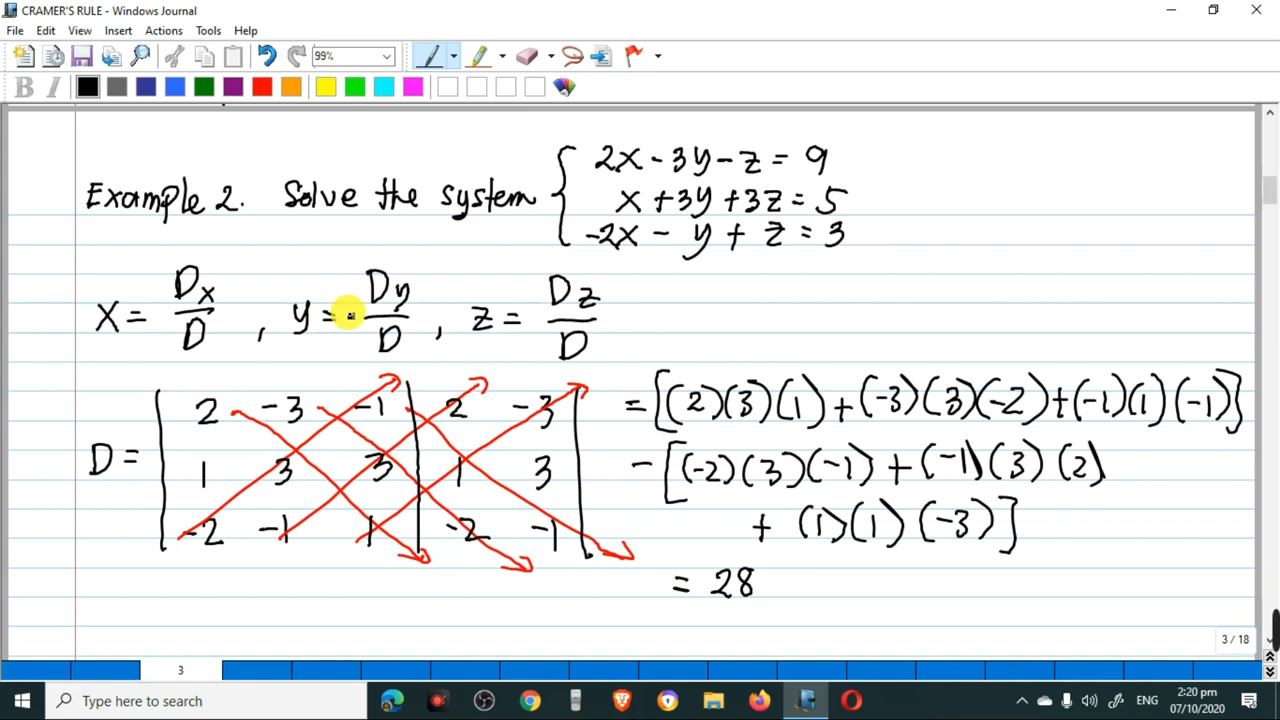 CRAMER'S RULE - Windows Journal
File Edit View Insert Actions Tools Help
99%
B I
Example 2. Solve the system { 2x - 3y - z = 9
x + 3y + 3z = 5
-2x - y + z = 3
x = Dx/D , y = Dy/D , z = Dz/D
D = | 2 -3 -1 | 2 -3 | = [(2)(3)(1) + (-3)(3)(-2) + (-1)(1)(-1)]
1 3 3 | 1 3 - [(-2)(3)(-1) + (-1)(3)(2)
-2 -1 1 | -2 -1 + (1)(1)(-3)]
= 28
3 / 18
3
Type here to search
ENG
2:20 pm
07/10/2020